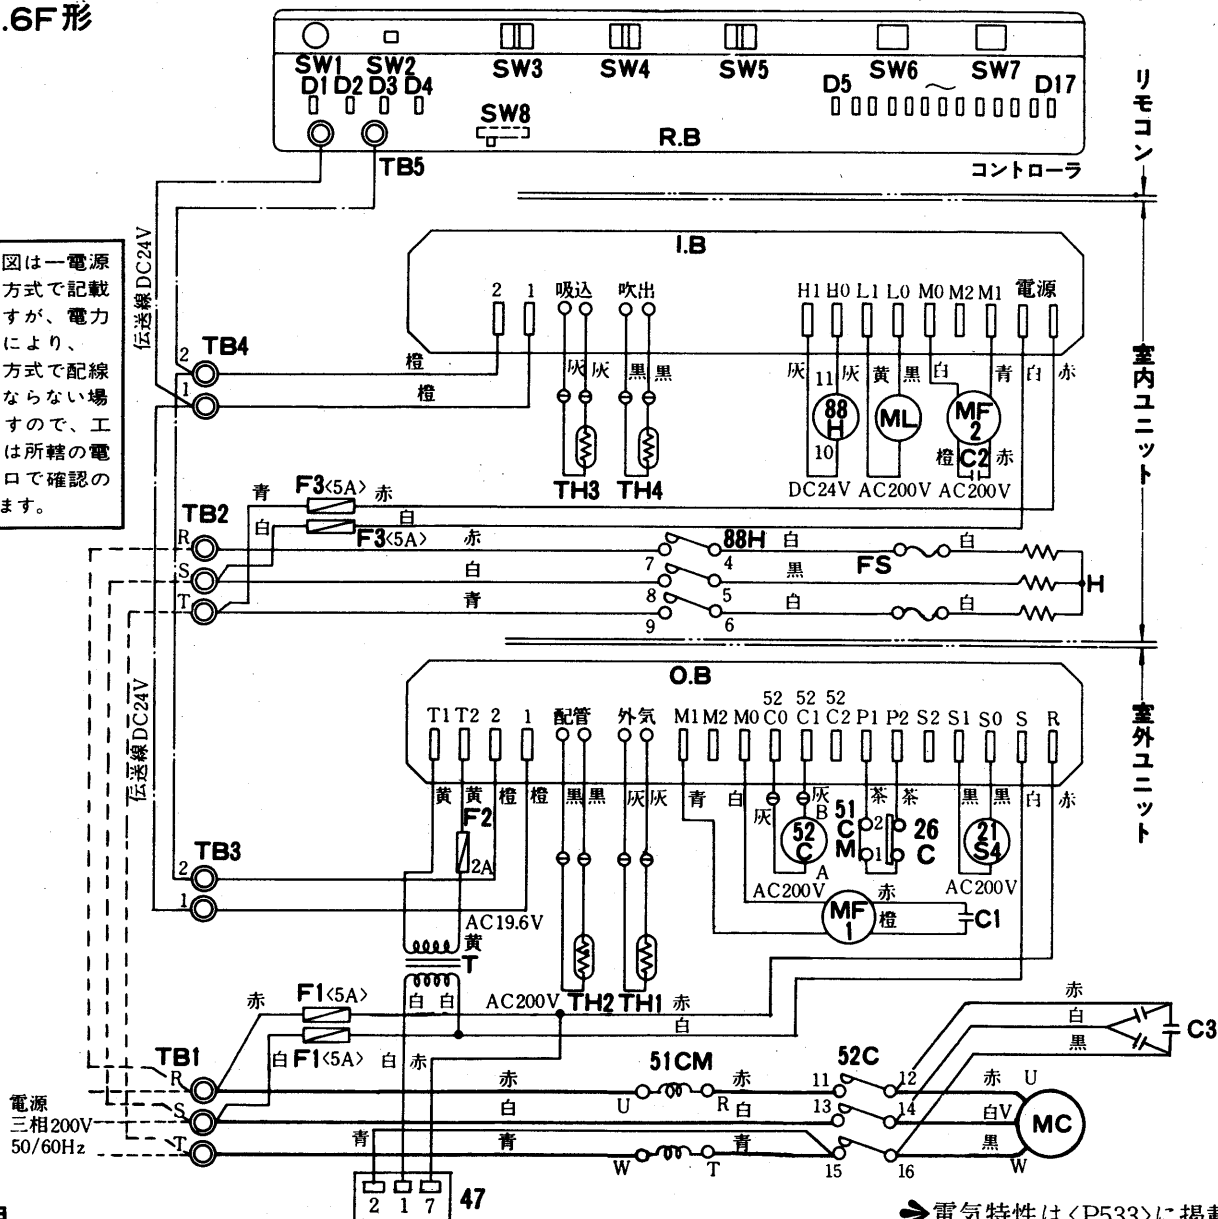 .6F形
SW1 SW2 SW3 SW4 SW5 SW6 SW7
D1 D2 D3 D4 D5 ～ D17
SW8
R.B
TB5
コントローラ
リモコン
伝送線DC24V
図は一電源
方式で記載
すが、電力
により、
方式で配線
ならない場
すので、工
は所轄の電
ロで確認の
ます。
I.B
2 1 吸込 吹出 H1 H0 L1 L0 M0 M2 M1 電源
TB4
2
1
橙
橙
灰 灰 黒 黒 灰 11 灰 黄 黒 白 青 白 赤
88H
ML
MF2
10
橙 C2 赤
TH3 TH4
DC24V AC200V AC200V
室内ユニット
青 F3<5A> 赤
白 F3<5A> 白
TB2
R 赤 7 88H 4 白 FS 白
S 白 8 5 黒 H
T 青 9 6 白 白
伝送線DC24V
O.B
T1 T2 2 1 配管 外気 M1 M2 M0 52C0 52C1 52C2 P1 P2 S2 S1 S0 S R
黄 黄 橙 橙 黒 黒 灰 灰 青 白 灰 灰 B 茶 茶 黒 黒 白 赤
F2
2A
52C
A
51CM
2
1
26C
21S4
室外ユニット
TB3
2
1
AC19.6V
黄
T
AC200V
AC200V
MF1
赤
橙
C1
白 白
AC200V
TH2 TH1
赤 F1<5A> 赤
白 F1<5A> 白
白 赤
赤
白
黒
C3
TB1
電源
三相200V
50/60Hz
R 赤 51CM 赤 11 52C 12 赤 U
S 白 U R 白 13 14 白 V
MC
T 青 青 W T 青 15 16 黒 W
2 1 7
47
➔電気特性は〈P533〉に掲載